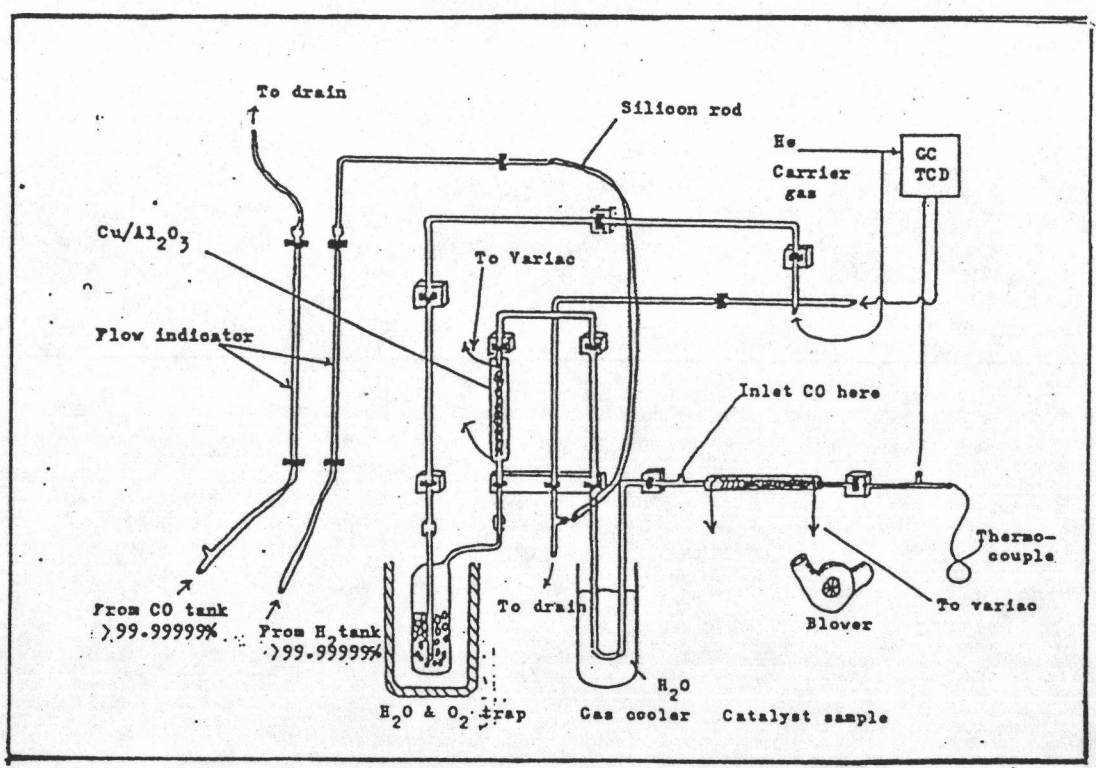 To drain
Silicon rod
He
Carrier
gas
GC
TCD
Cu/Al2O3
To Variac
Flow indicator
Inlet CO here
Thermo-
couple
From CO tank
>99.99999%
From H2 tank
>99.99999%
To drain
Blower
To variac
H2O
H2O & O2 trap
Gas cooler
Catalyst sample